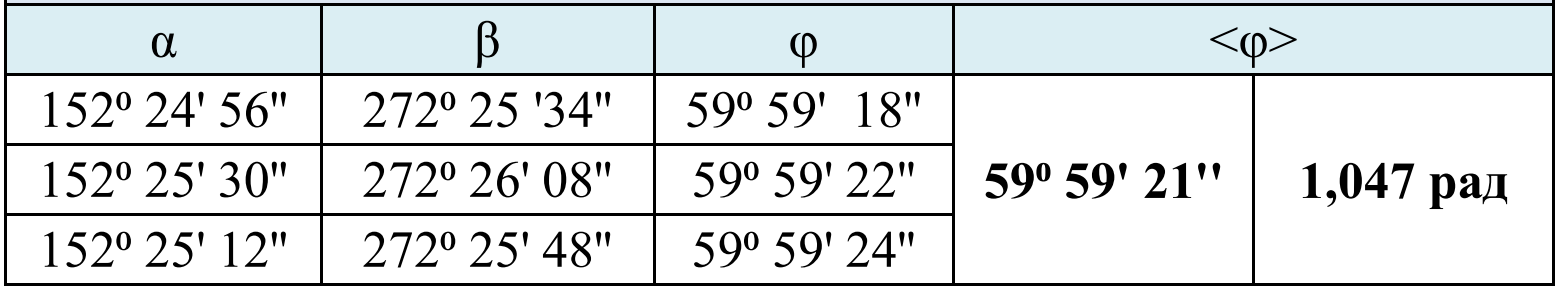 α β φ <φ>
152º 24' 56" 272º 25 '34" 59º 59'  18"
152º 25' 30" 272º 26' 08" 59º 59' 22" 59º 59' 21'' 1,047 рад
152º 25' 12" 272º 25' 48" 59º 59' 24"